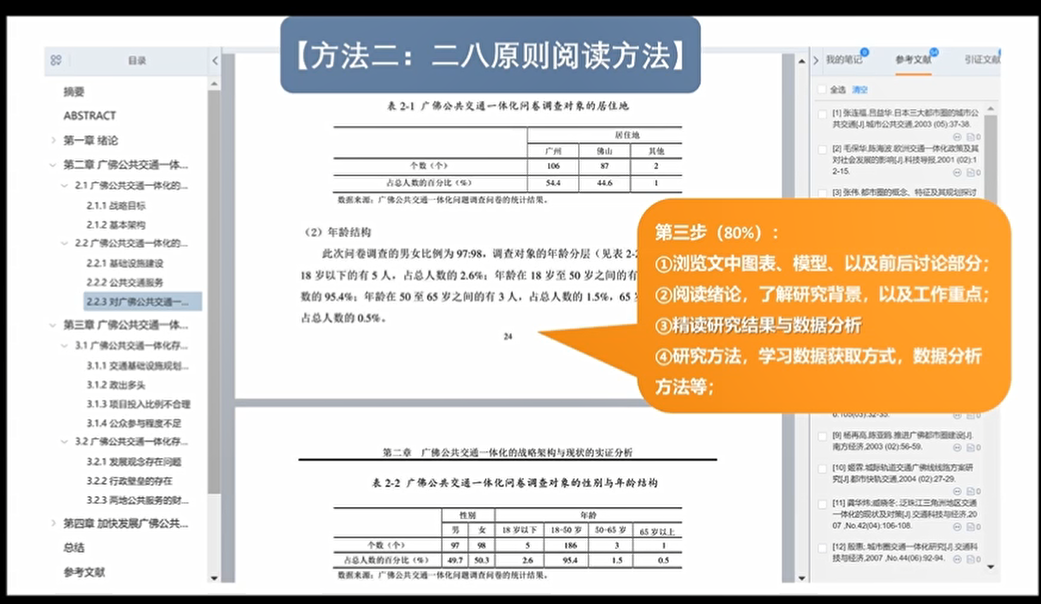 【方法二：二八原则阅读方法】
目录
摘要
ABSTRACT
第一章 绪论
第二章 广佛公共交通一体...
2.1 广佛公共交通一体化的...
2.1.1 战略目标
2.1.2 基本架构
2.2 广佛公共交通一体化的...
2.2.1 基础设施建设
2.2.2 公共交通服务
2.2.3 对广佛公共交通一...
第三章 广佛公共交通一体...
3.1 广佛公共交通一体化存...
3.1.1 交通基础设施规划...
3.1.2 政出多头
3.1.3 项目投入比例不合理
3.1.4 公众参与程度不足
3.2 广佛公共交通一体化存...
3.2.1 发展观念存在问题
3.2.2 行政壁垒的存在
3.2.3 两地公共服务的财...
第四章 加快发展广佛公共...
总结
参考文献
表 2-1 广佛公共交通一体化问卷调查对象的居住地
居住地
广州 佛山 其他
个数（个） 106 87 2
占总人数的百分比（%） 54.4 44.6 1
数据来源：广佛公共交通一体化问题调查问卷的统计结果。
（2）年龄结构
此次问卷调查的男女比例为 97:98，调查对象的年龄分层（见表 2-
18 岁以下的有 5 人，占总人数的 2.6%；年龄在 18 岁至 50 岁之间的有
数的 95.4%；年龄在 50 至 65 岁之间的有 3 人，占总人数的 1.5%，65
占总人数的 0.5%。
24
第二章 广佛公共交通一体化的战略架构与现状的实证分析
表 2-2 广佛公共交通一体化问卷调查对象的性别与年龄结构
性别 年龄
男 女 18 岁以下 18-50 岁 50-65 岁 65 岁以上
个数（个） 97 98 5 186 3 1
占总人数的百分比（%） 49.7 50.3 2.6 95.4 1.5 0.5
数据来源：广佛公共交通一体化问题调查问卷的统计结果。
第三步（80%）：
①浏览文中图表、模型、以及前后讨论部分；
②阅读绪论，了解研究背景，以及工作重点；
③精读研究结果与数据分析
④研究方法，学习数据获取方式，数据分析
方法等；
我的笔记 参考文献 引证文献
全选 清空
[1] 张连福,吕益华.日本三大都市圈的城市公
共交通[J].城市公共交通,2003 (05):37-38.
[2] 毛保华,陈海波.欧洲交通一体化政策及其
对社会发展的影响[J].科技导报,2001 (02):1
2-15.
[3] 张伟.都市圈的概念、特征及其规划探讨
[9] 杨再高,陈亚鸥.推进广佛都市圈建设[J].
南方经济,2003 (02):56-59.
[10] 姬霖.城际轨道交通广佛线线路方案研
究[J].都市快轨交通,2004 (02):27-29.
[11] 龚华炜;戚晓冬; 泛珠江三角洲地区交通
一体化的现状及对策[J].交通科技与经济,20
07 ,No.42(04):106-108.
[12] 殷惠; 城市圈交通一体化研究[J].交通科
技与经济,2007 ,No.44(06):92-94.